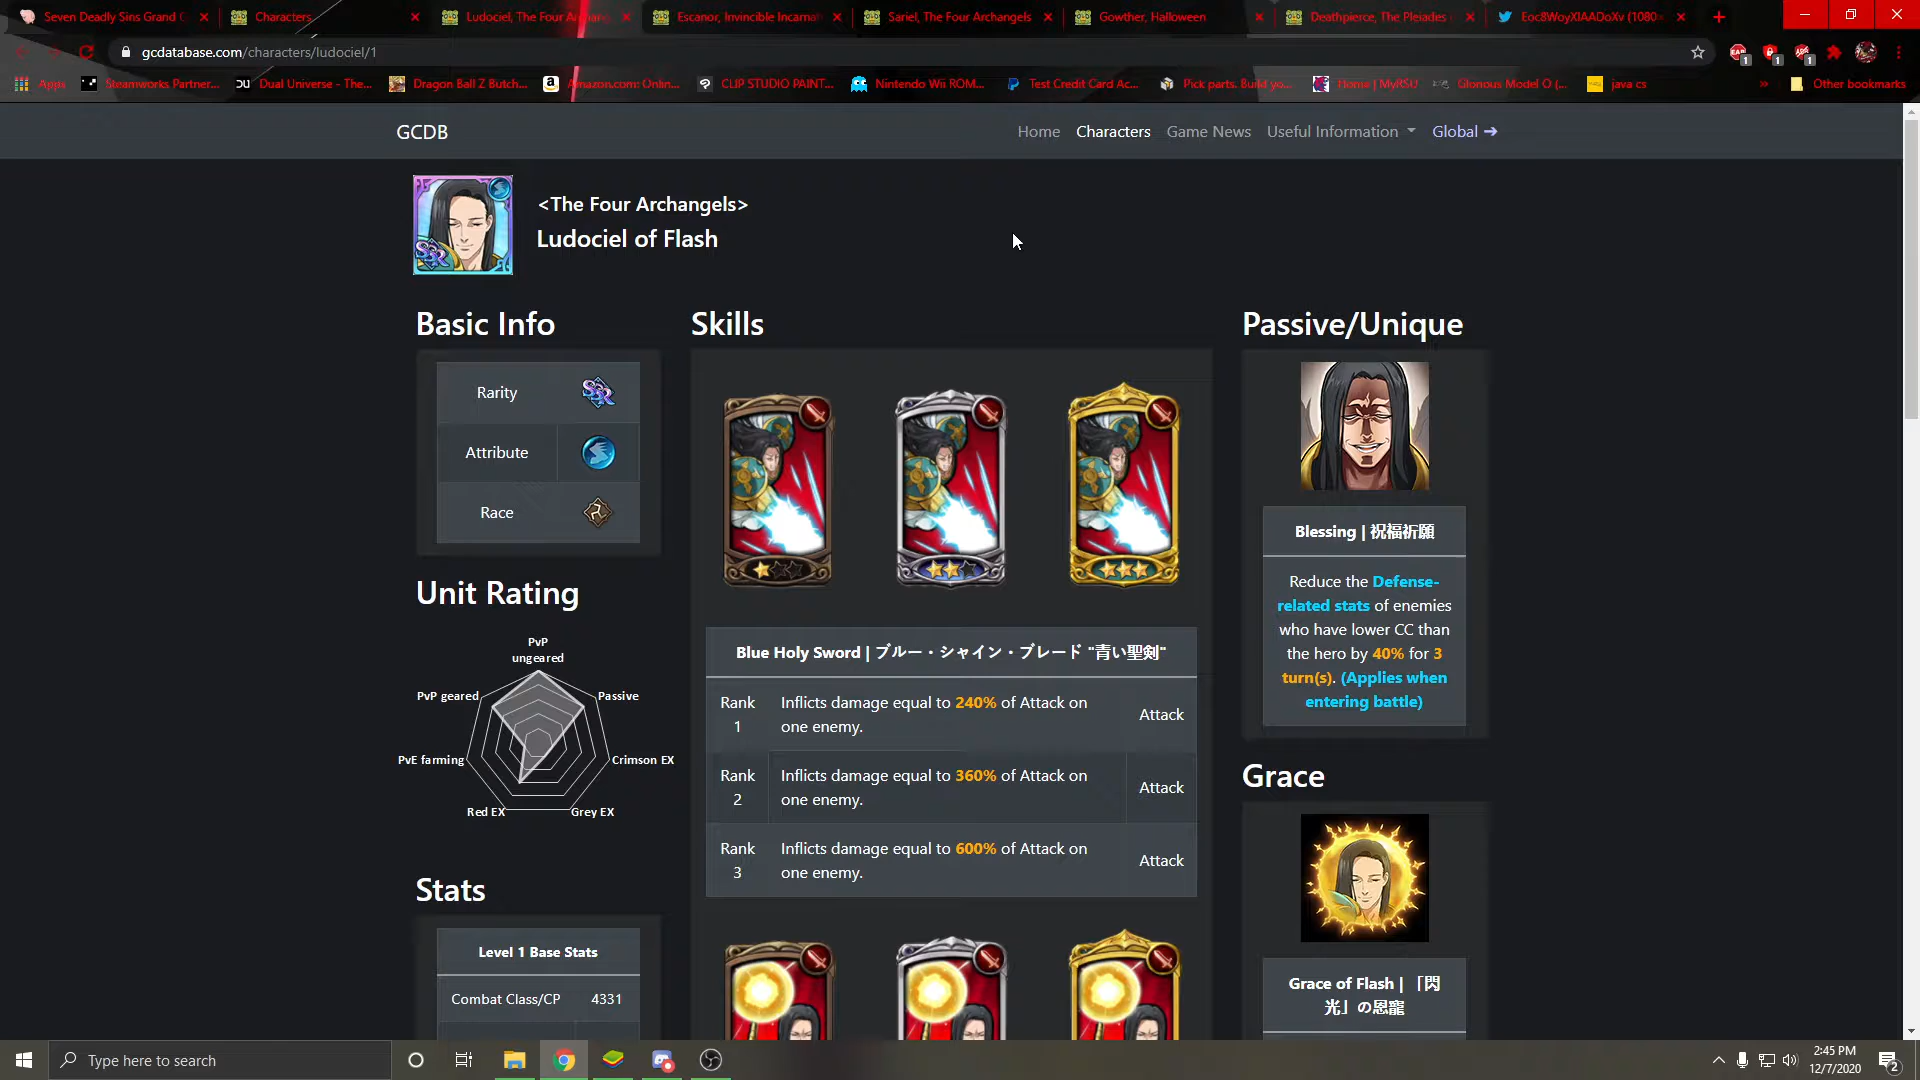 Seven Deadly Sins Grand C
Characters
Ludociel, The Four Archan
Escanor, Invincible Incarnat
Sariel, The Four Archangels
Gowther, Halloween
Deathpierce, The Pleiades
Eoc8WoyXIAADoXv (1080×
gcdatabase.com/characters/ludociel/1
Apps
Steamworks Partner...
Dual Universe - The...
Dragon Ball Z Butch...
Amazon.com: Onlin...
CLIP STUDIO PAINT...
Nintendo Wii ROM...
Test Credit Card Ac...
Pick parts. Build yo...
Home | MyRSU
Glorious Model O (...
java cs
Other bookmarks
GCDB
Home
Characters
Game News
Useful Information
Global
<The Four Archangels>
Ludociel of Flash
SSR
Basic Info
Rarity
SSR
Attribute
Race
Unit Rating
PvP
ungeared
PvP geared
Passive
PvE farming
Crimson EX
Red EX
Grey EX
Stats
Level 1 Base Stats
Combat Class/CP 4331
Skills
Blue Holy Sword | ブルー・シャイン・ブレード "青い聖剣"
Rank
1
Inflicts damage equal to 240% of Attack on
one enemy.
Attack
Rank
2
Inflicts damage equal to 360% of Attack on
one enemy.
Attack
Rank
3
Inflicts damage equal to 600% of Attack on
one enemy.
Attack
Passive/Unique
Blessing | 祝福祈願
Reduce the Defense-
related stats of enemies
who have lower CC than
the hero by 40% for 3
turn(s). (Applies when
entering battle)
Grace
Grace of Flash | 「閃
光」の恩寵
Type here to search
2:45 PM
12/7/2020
2